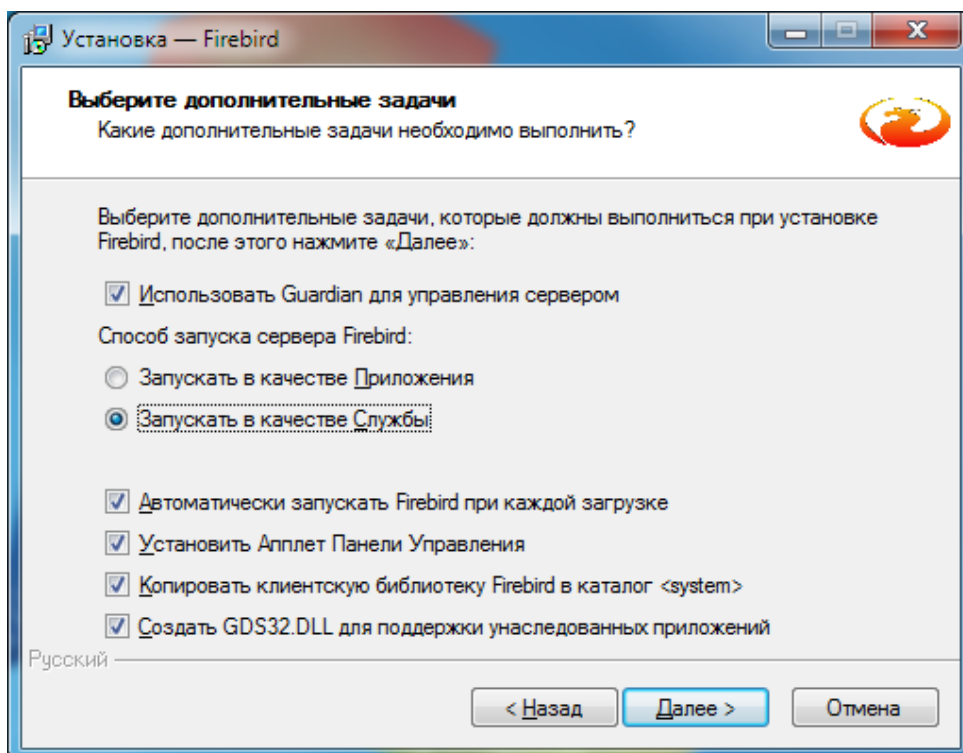 Установка — Firebird
Выберите дополнительные задачи
Какие дополнительные задачи необходимо выполнить?
Выберите дополнительные задачи, которые должны выполниться при установке
Firebird, после этого нажмите «Далее»:
Использовать Guardian для управления сервером
Способ запуска сервера Firebird:
Запускать в качестве Приложения
Запускать в качестве Службы
Автоматически запускать Firebird при каждой загрузке
Установить Апплет Панели Управления
Копировать клиентскую библиотеку Firebird в каталог <system>
Создать GDS32.DLL для поддержки унаследованных приложений
Русский
< Назад
Далее >
Отмена